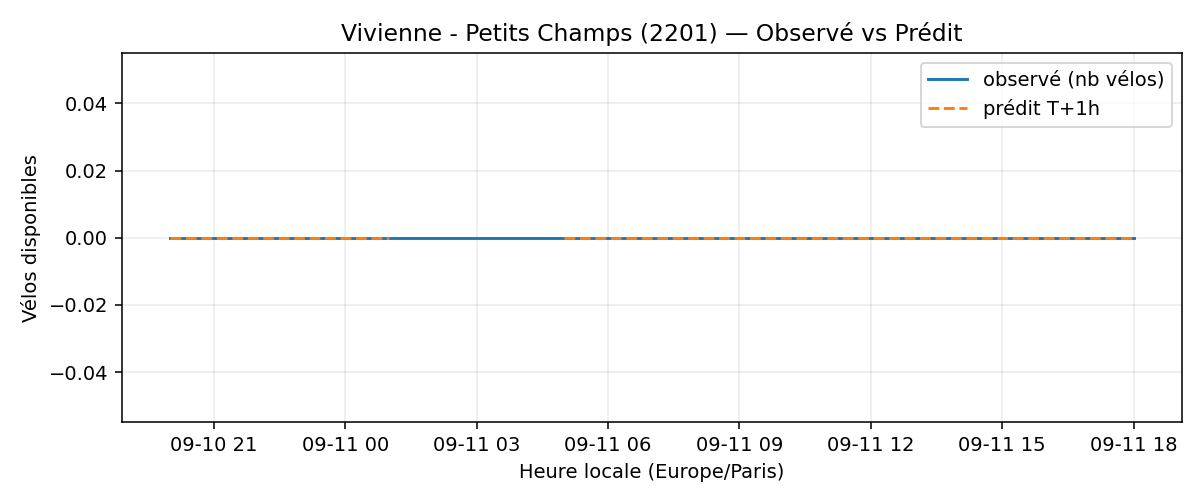 Vivienne - Petits Champs (2201) — Observé vs Prédit
observé (nb vélos)
prédit T+1h
Vélos disponibles
0.04
0.02
0.00
−0.02
−0.04
09-10 21 09-11 00 09-11 03 09-11 06 09-11 09 09-11 12 09-11 15 09-11 18
Heure locale (Europe/Paris)